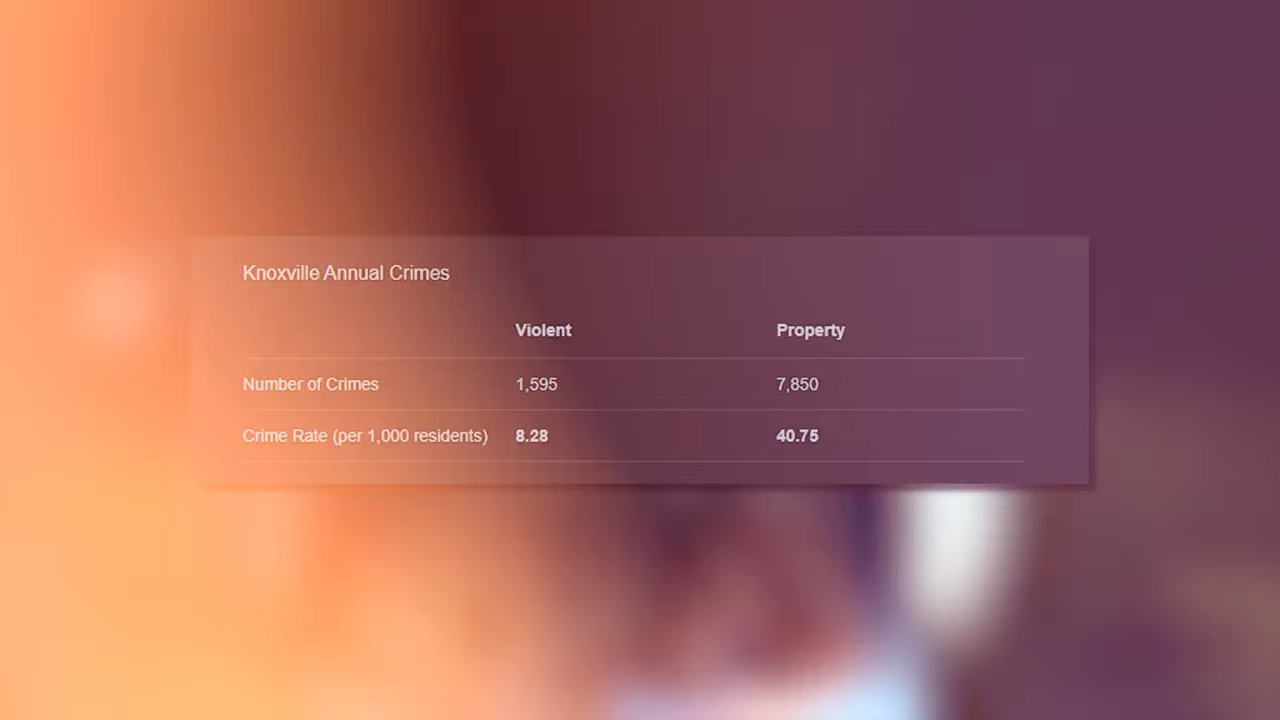 Knoxville Annual Crimes
Violent Property
Number of Crimes 1,595 7,850
Crime Rate (per 1,000 residents) 8.28 40.75